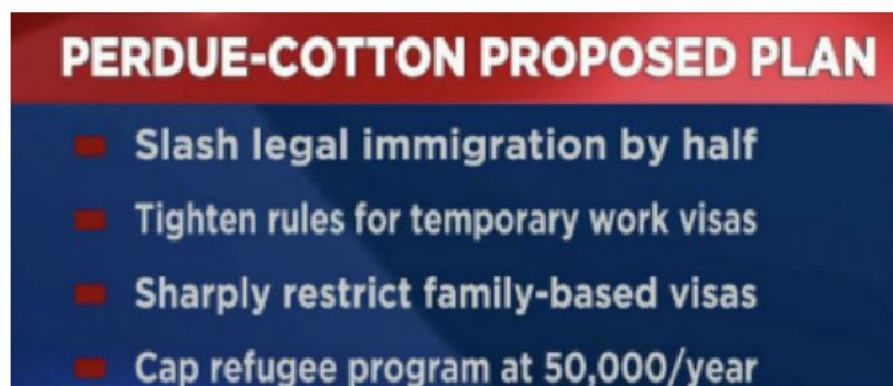 PERDUE-COTTON PROPOSED PLAN
Slash legal immigration by half
Tighten rules for temporary work visas
Sharply restrict family-based visas
Cap refugee program at 50,000/year